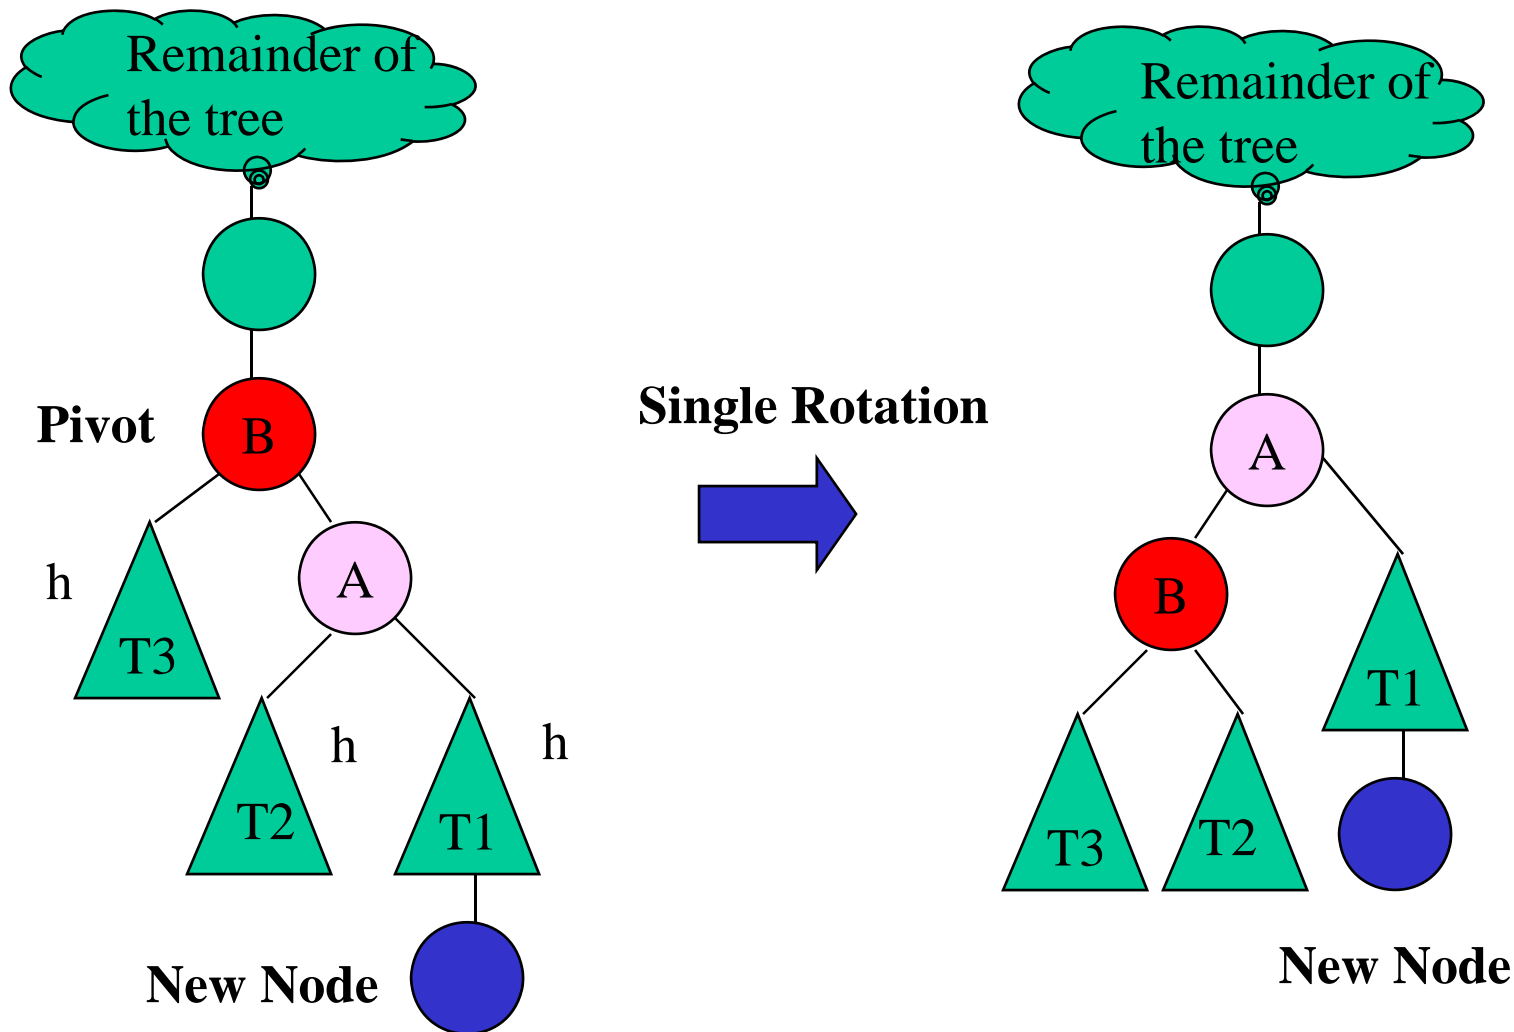 Remainder of
the tree
Pivot
B
h
A
T3
h
h
T2
T1
New Node
Single Rotation
Remainder of
the tree
A
B
T1
T3
T2
New Node